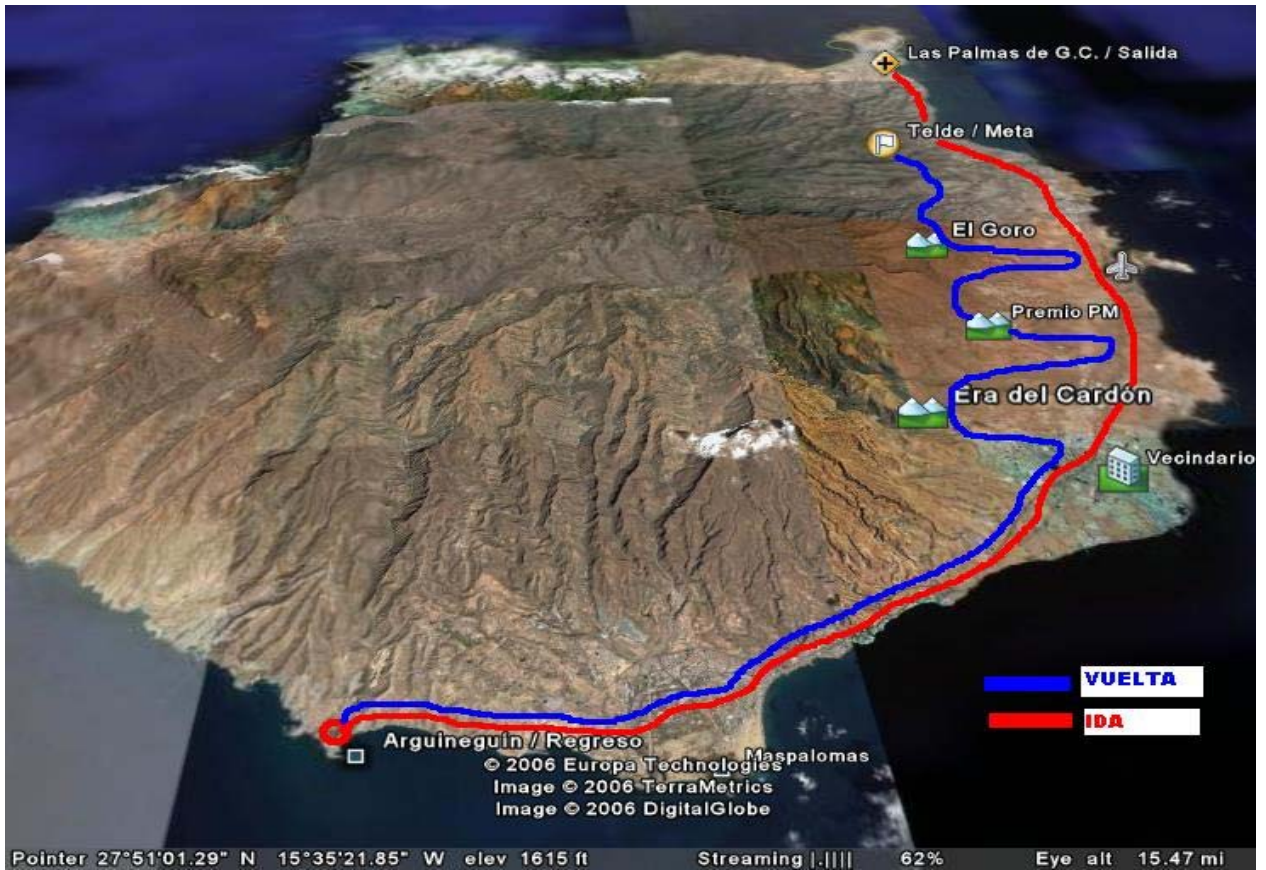 Las Palmas de G.C. / Salida
Telde / Meta
El Goro
Premio PM
Era del Cardón
Vecindario
VUELTA
IDA
Arguineguín / Regreso
Maspalomas
© 2006 Europa Technologies
Image © 2006 TerraMetrics
Image © 2006 DigitalGlobe
Pointer 27°51'01.29" N 15°35'21.85" W elev 1615 ft Streaming |.|||| 62% Eye alt 15.47 mi